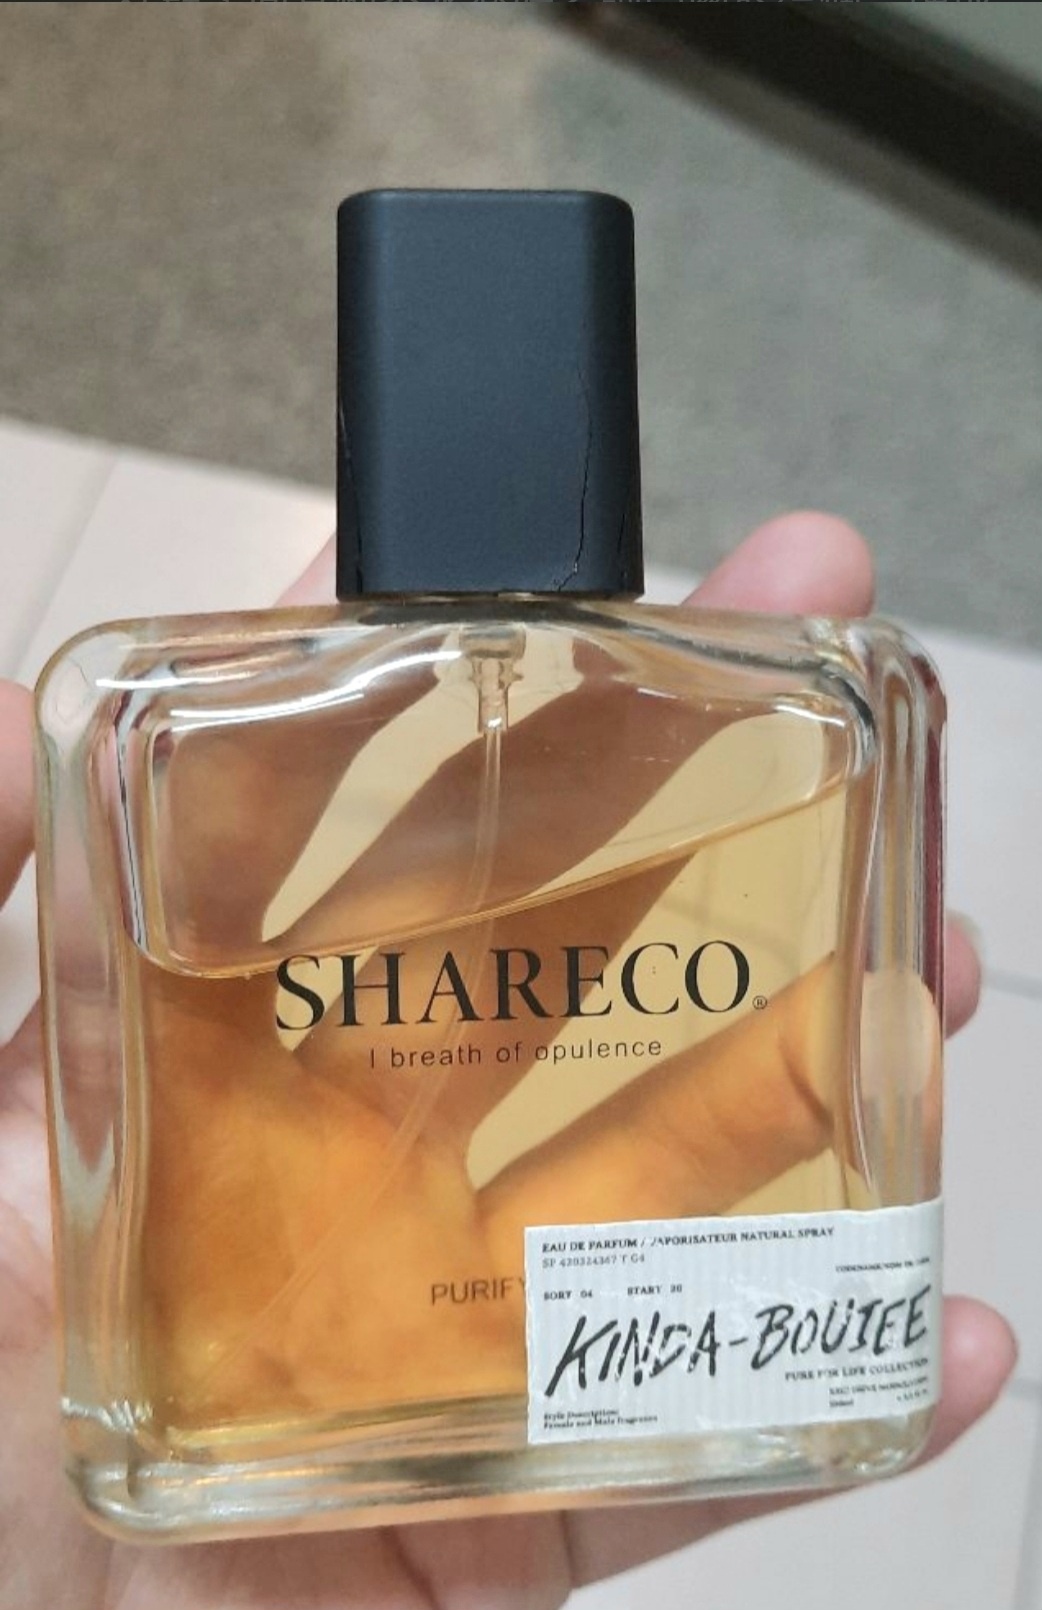 SHARECO®
I breath of opulence
PURIFY
EAU DE PARFUM / VAPORISATEUR NATURAL SPRAY
SORT 04 START 20
KINDA-BOUJEE
PURE FOR LIFE COLLECTION
Style Description:
Female and Male fragrances